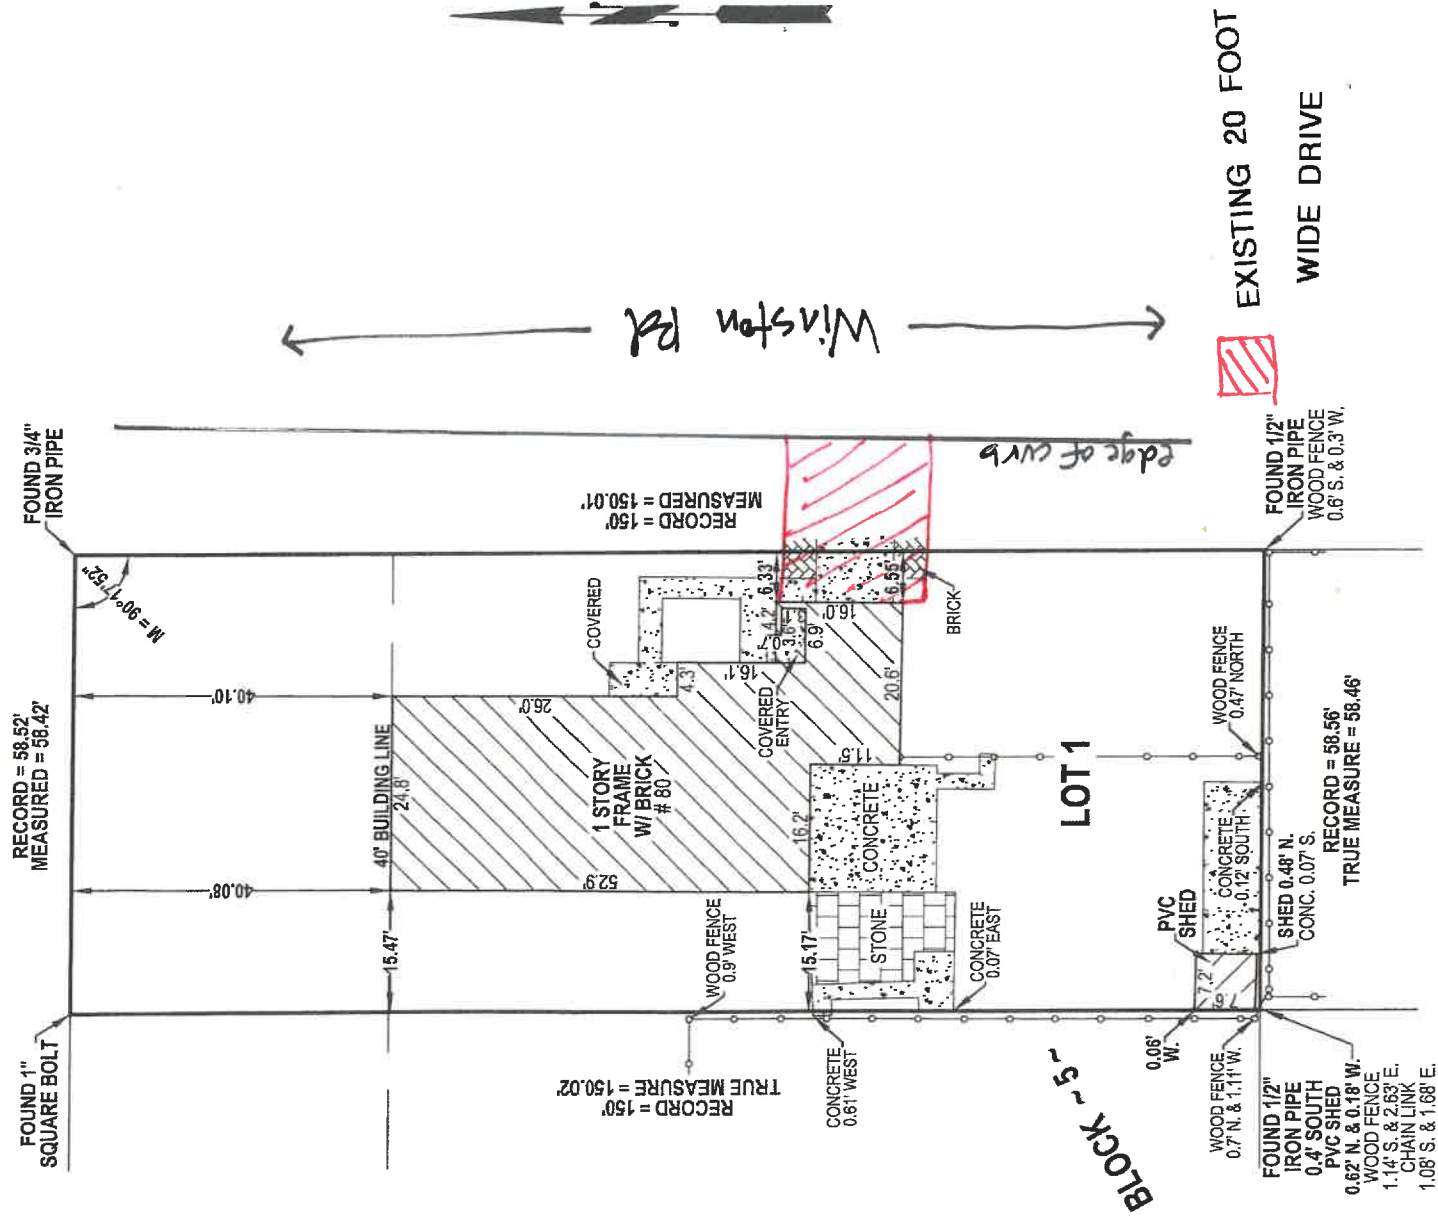 EXISTING 20 FOOT
WIDE DRIVE
Winston Rd
edge of curb
FOUND 3/4"
IRON PIPE
M = 90°17'52"
RECORD = 58.52'
MEASURED = 58.42'
FOUND 1"
SQUARE BOLT
RECORD = 150'
MEASURED = 150.01'
40.10'
40.08'
40' BUILDING LINE
24.8'
15.47'
COVERED
26.0'
4.3'
16.1'
0.7'
4.2'
3.6'
3.1'
6.9'
6.33'
16.0'
6.55'
COVERED
ENTRY
BRICK
20.6'
11.5'
1 STORY
FRAME
W/ BRICK
# 80
52.9'
16.2'
CONCRETE
15.17'
STONE
WOOD FENCE
0.9' WEST
CONCRETE
0.61' WEST
CONCRETE
0.07' EAST
RECORD = 150'
TRUE MEASURE = 150.02'
LOT 1
BLOCK ~ 5 ~
WOOD FENCE
0.47' NORTH
CONCRETE
0.12' SOUTH
PVC
SHED
7.2'
7.6'
0.06'
W.
SHED 0.48' N.
CONC. 0.07' S.
RECORD = 58.56'
TRUE MEASURE = 58.46'
FOUND 1/2"
IRON PIPE
WOOD FENCE
0.6' S. & 0.3' W.
WOOD FENCE
0.7' N. & 1.11' W.
FOUND 1/2"
IRON PIPE
0.4' SOUTH
PVC SHED
0.62' N. & 0.18' W.
WOOD FENCE
1.14' S. & 2.63' E.
CHAIN LINK
1.08' S. & 1.68' E.